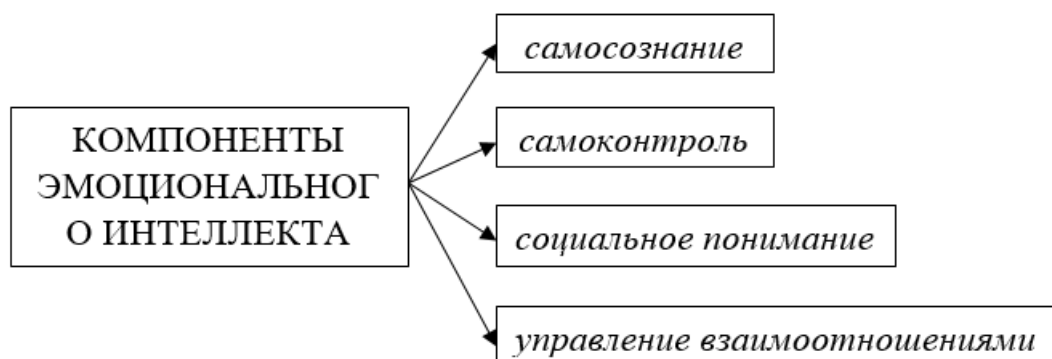 КОМПОНЕНТЫ
ЭМОЦИОНАЛЬНОГ
О ИНТЕЛЛЕКТА
самосознание
самоконтроль
социальное понимание
управление взаимоотношениями